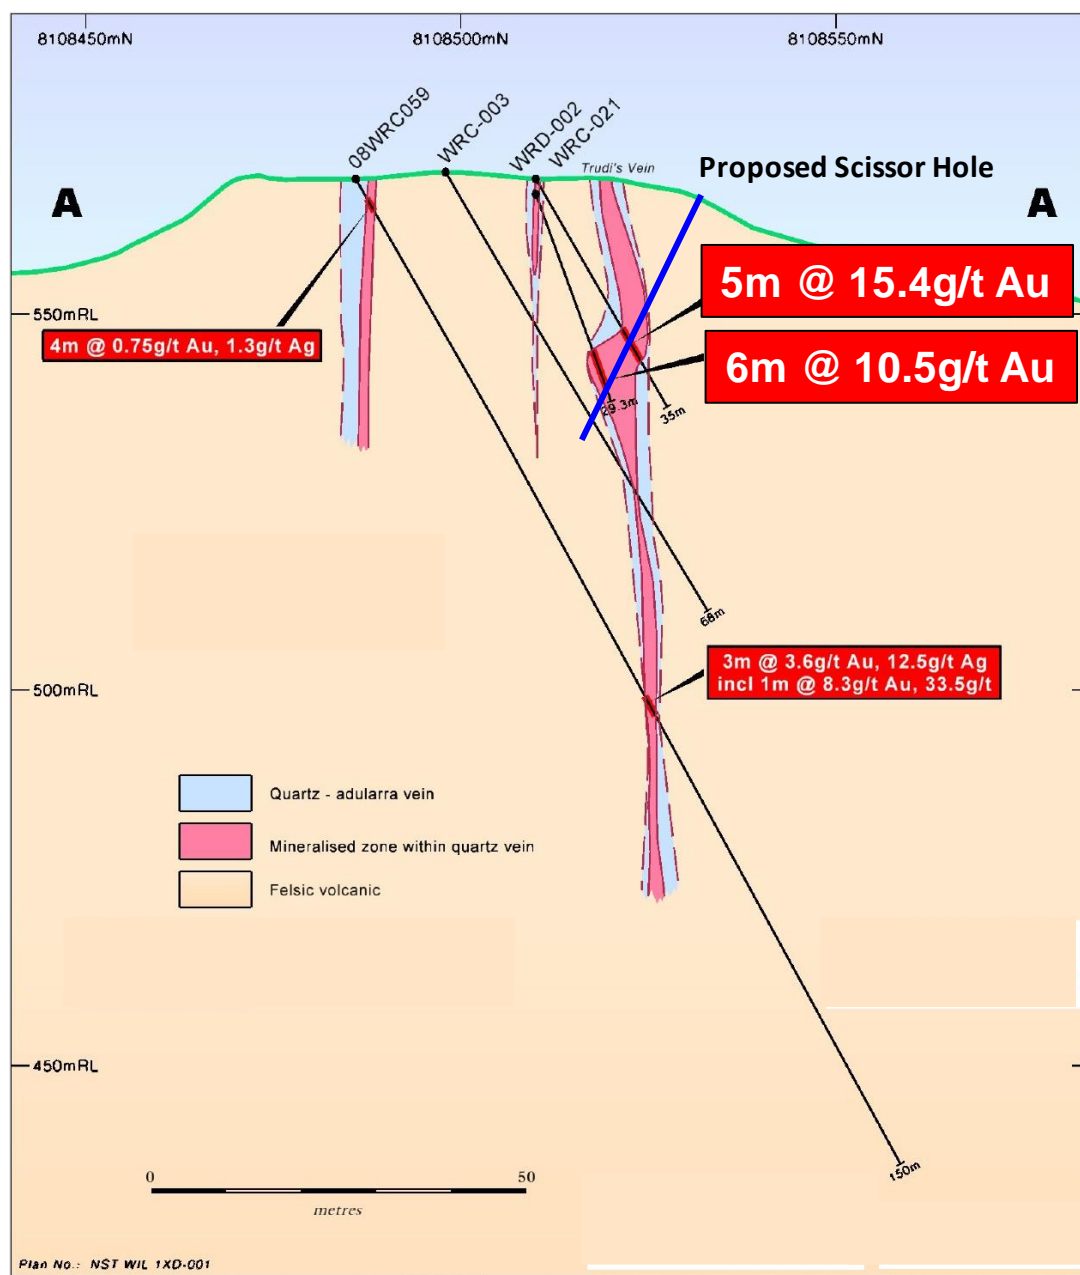 8108450mN
8108500mN
8108550mN
08WRC059
WRC-003
WRD-002
WRC-021
Trudi's Vein
Proposed Scissor Hole
A
A
5m @ 15.4g/t Au
550mRL
4m @ 0.75g/t Au, 1.3g/t Ag
6m @ 10.5g/t Au
29.3m
35m
68m
3m @ 3.6g/t Au, 12.5g/t Ag
incl 1m @ 8.3g/t Au, 33.5g/t
500mRL
Quartz - adularra vein
Mineralised zone within quartz vein
Felsic volcanic
450mRL
150m
0
50
metres
Plan No.: NST WIL 1XD-001